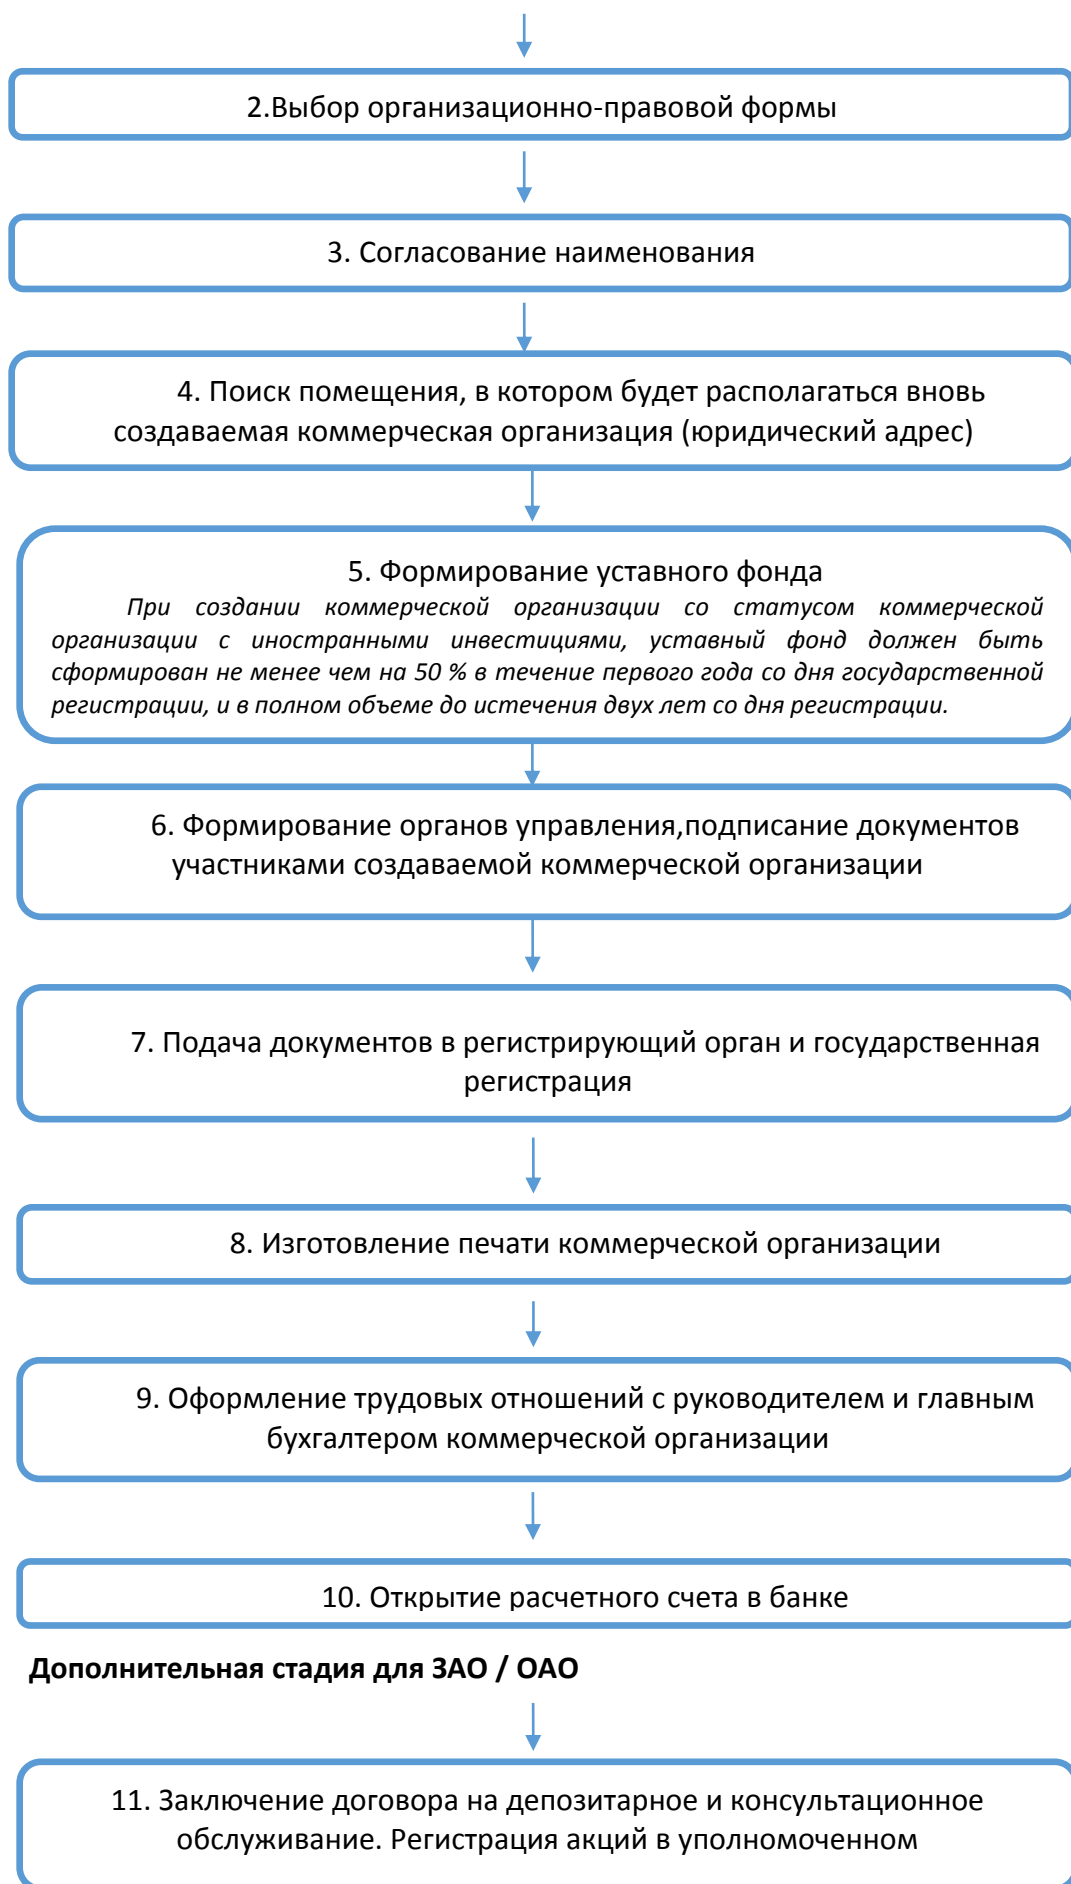 2.Выбор организационно-правовой формы
3. Согласование наименования
4. Поиск помещения, в котором будет располагаться вновь
создаваемая коммерческая организация (юридический адрес)
5. Формирование уставного фонда
При создании коммерческой организации со статусом коммерческой
организации с иностранными инвестициями, уставный фонд должен быть
сформирован не менее чем на 50 % в течение первого года со дня государственной
регистрации, и в полном объеме до истечения двух лет со дня регистрации.
6. Формирование органов управления,подписание документов
участниками создаваемой коммерческой организации
7. Подача документов в регистрирующий орган и государственная
регистрация
8. Изготовление печати коммерческой организации
9. Оформление трудовых отношений с руководителем и главным
бухгалтером коммерческой организации
10. Открытие расчетного счета в банке
Дополнительная стадия для ЗАО / ОАО
11. Заключение договора на депозитарное и консультационное
обслуживание. Регистрация акций в уполномоченном